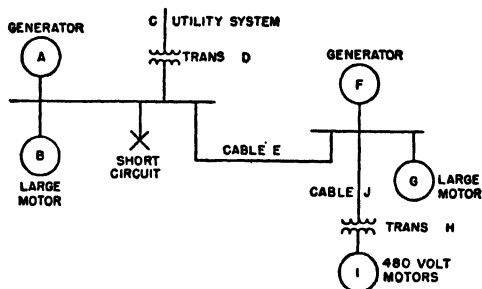 C UTILITY SYSTEM
GENERATOR
A
TRANS D
GENERATOR
F
B
LARGE
MOTOR
SHORT
CIRCUIT
CABLE E
G
LARGE
MOTOR
CABLE J
TRANS H
I
480 VOLT
MOTORS